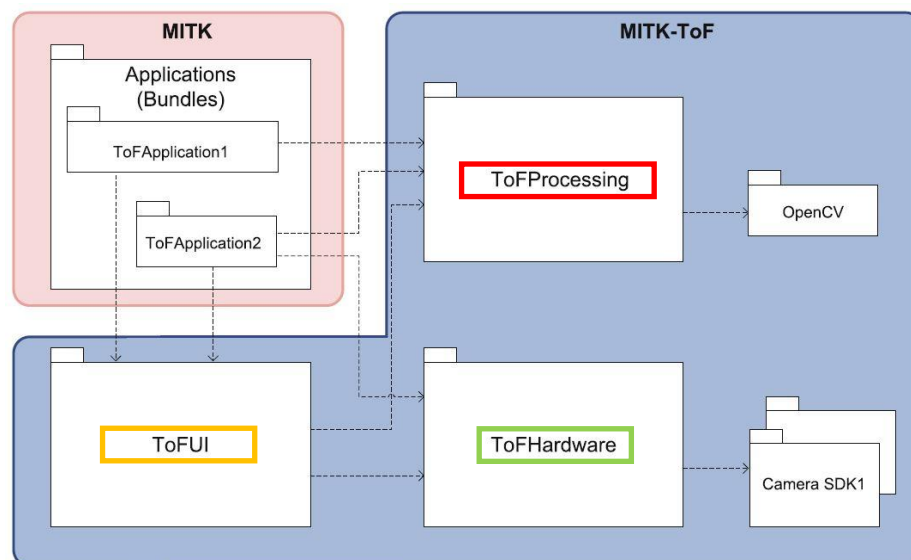 MITK
MITK-ToF
Applications
(Bundles)
ToFApplication1
ToFApplication2
ToFProcessing
OpenCV
ToFUI
ToFHardware
Camera SDK1